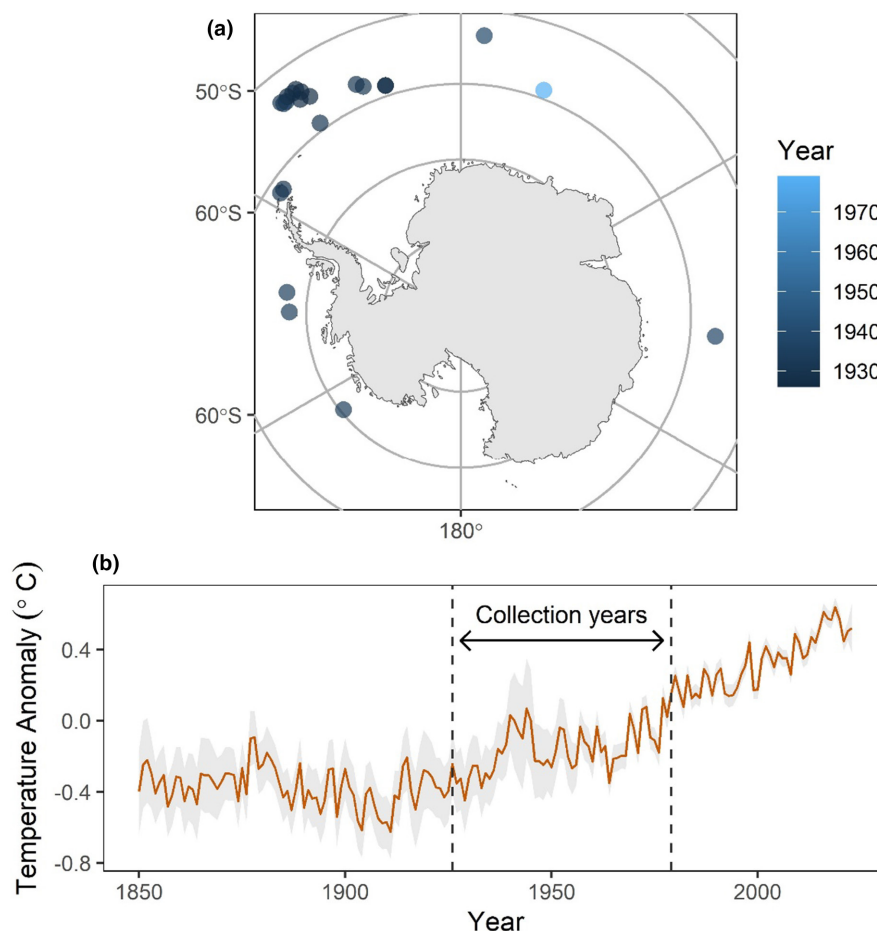 (a)
50°S
60°S
60°S
180°
Year
1970
1960
1950
1940
1930
(b)
Temperature Anomaly (° C)
0.4
0.0
-0.4
-0.8
Collection years
1850
1900
1950
2000
Year